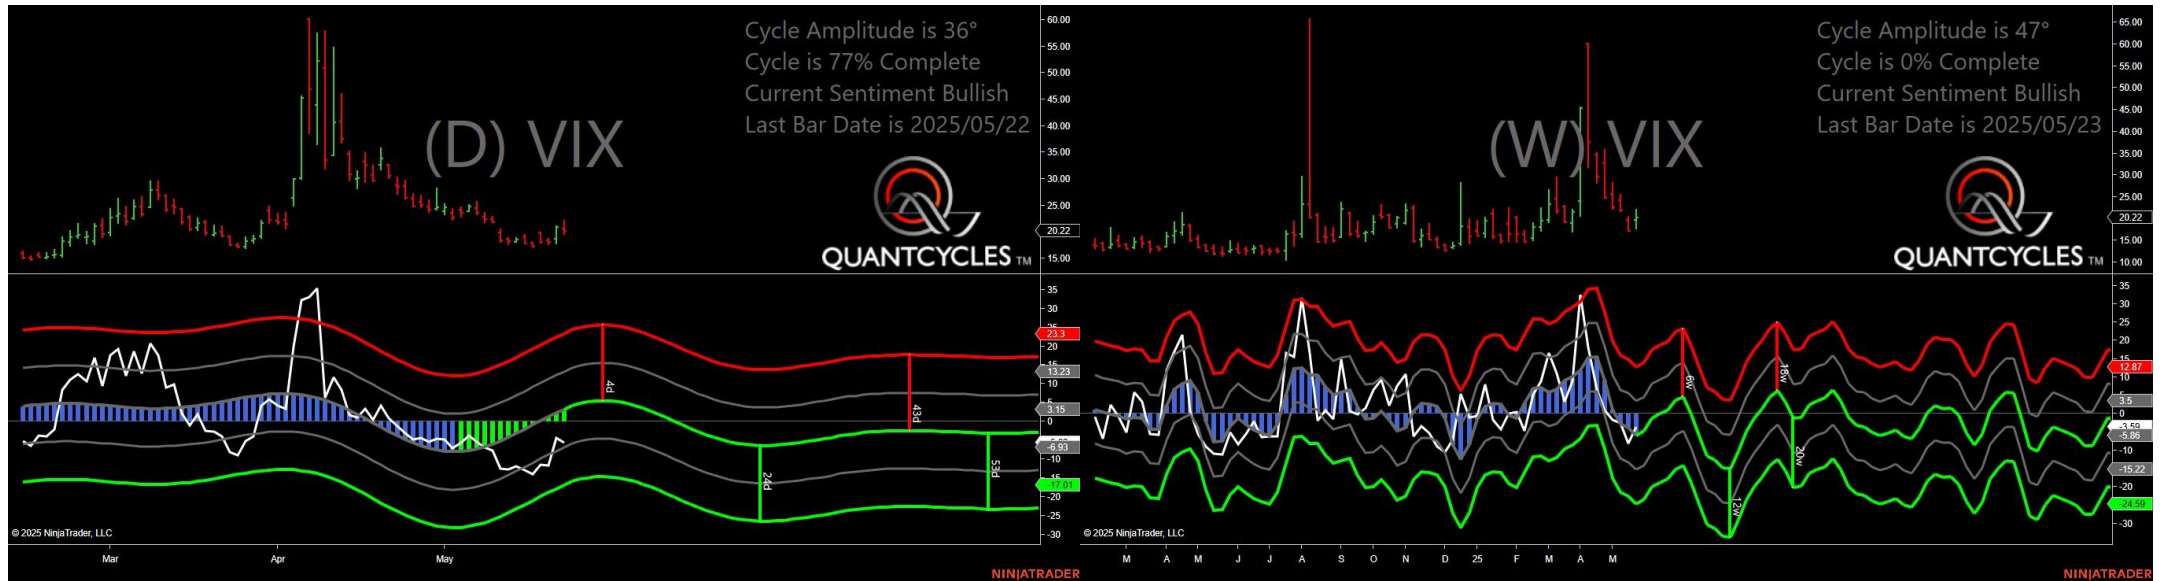 Cycle Amplitude is 36°
Cycle is 77% Complete
Current Sentiment Bullish
Last Bar Date is 2025/05/22
(D) VIX
QUANTCYCLES TM
60.00
55.00
50.00
45.00
40.00
35.00
30.00
25.00
20.22
15.00
35
30
23.3
20
15
13.23
10
5
3.15
0
-6.93
-10
-17.01
-20
-25
-30
4d
24d
43d
53d
© 2025 NinjaTrader, LLC
Mar Apr May
NINJATRADER
Cycle Amplitude is 47°
Cycle is 0% Complete
Current Sentiment Bullish
Last Bar Date is 2025/05/23
(W) VIX
QUANTCYCLES TM
65.00
60.00
55.00
50.00
45.00
40.00
35.00
30.00
25.00
20.22
15.00
10.00
35
30
25
20
12.87
10
3.5
0
-3.59
-5.86
-10
-15.22
-20
-24.59
-30
6w
12w
18w
20w
© 2025 NinjaTrader, LLC
M A M J J A S O N D 25 F M A M
NINJATRADER